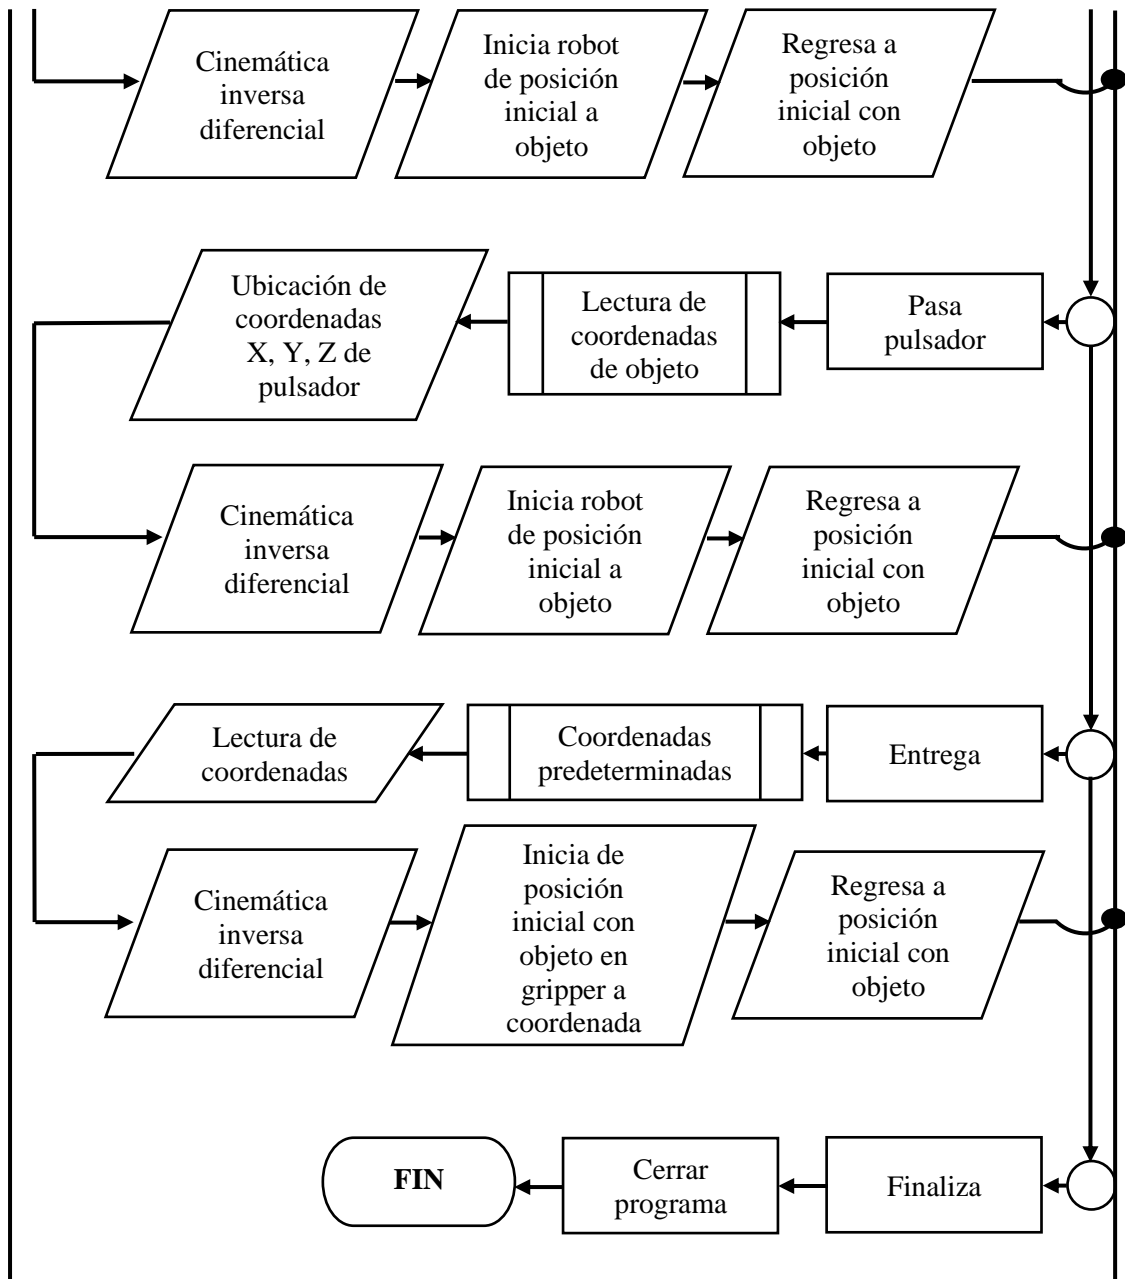 Cinemática
inversa
diferencial
Inicia robot
de posición
inicial a
objeto
Regresa a
posición
inicial con
objeto
Ubicación de
coordenadas
X, Y, Z de
pulsador
Lectura de
coordenadas
de objeto
Pasa
pulsador
Cinemática
inversa
diferencial
Inicia robot
de posición
inicial a
objeto
Regresa a
posición
inicial con
objeto
Lectura de
coordenadas
Coordenadas
predeterminadas
Entrega
Cinemática
inversa
diferencial
Inicia de
posición
inicial con
objeto en
gripper a
coordenada
Regresa a
posición
inicial con
objeto
FIN
Cerrar
programa
Finaliza